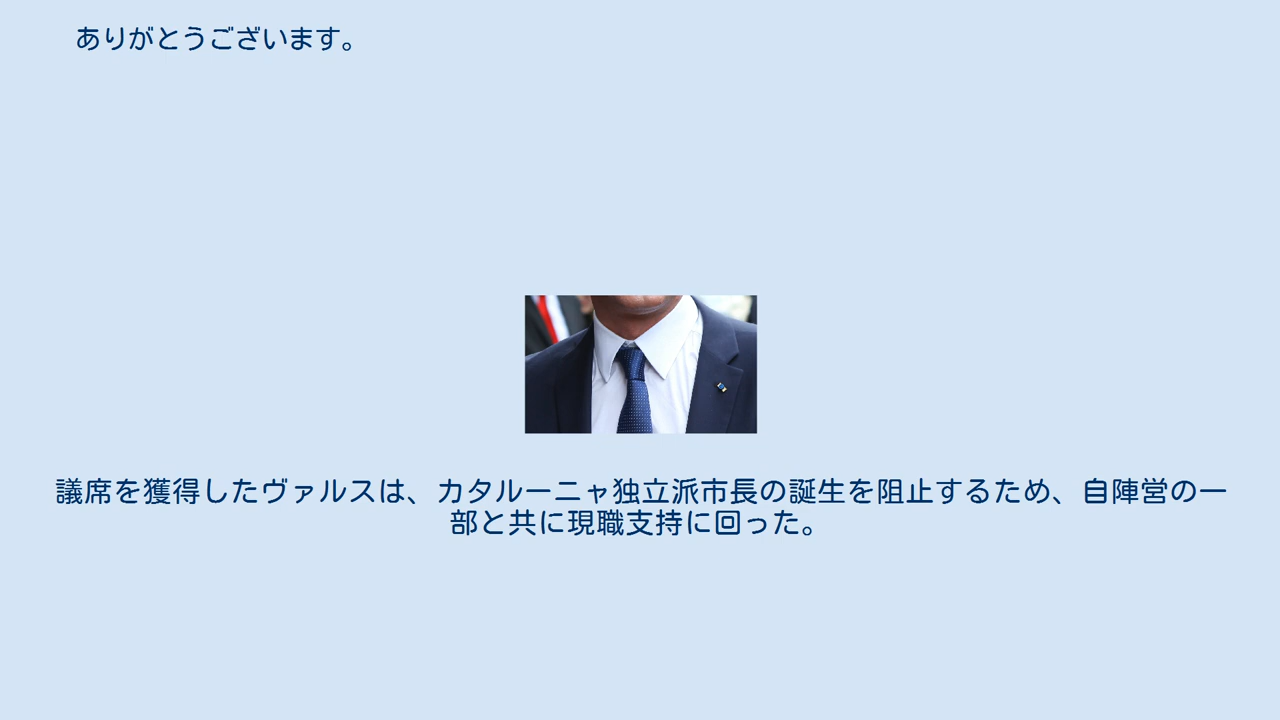 ありがとうございます。
議席を獲得したヴァルスは、カタルーニャ独立派市長の誕生を阻止するため、自陣営の一
部と共に現職支持に回った。